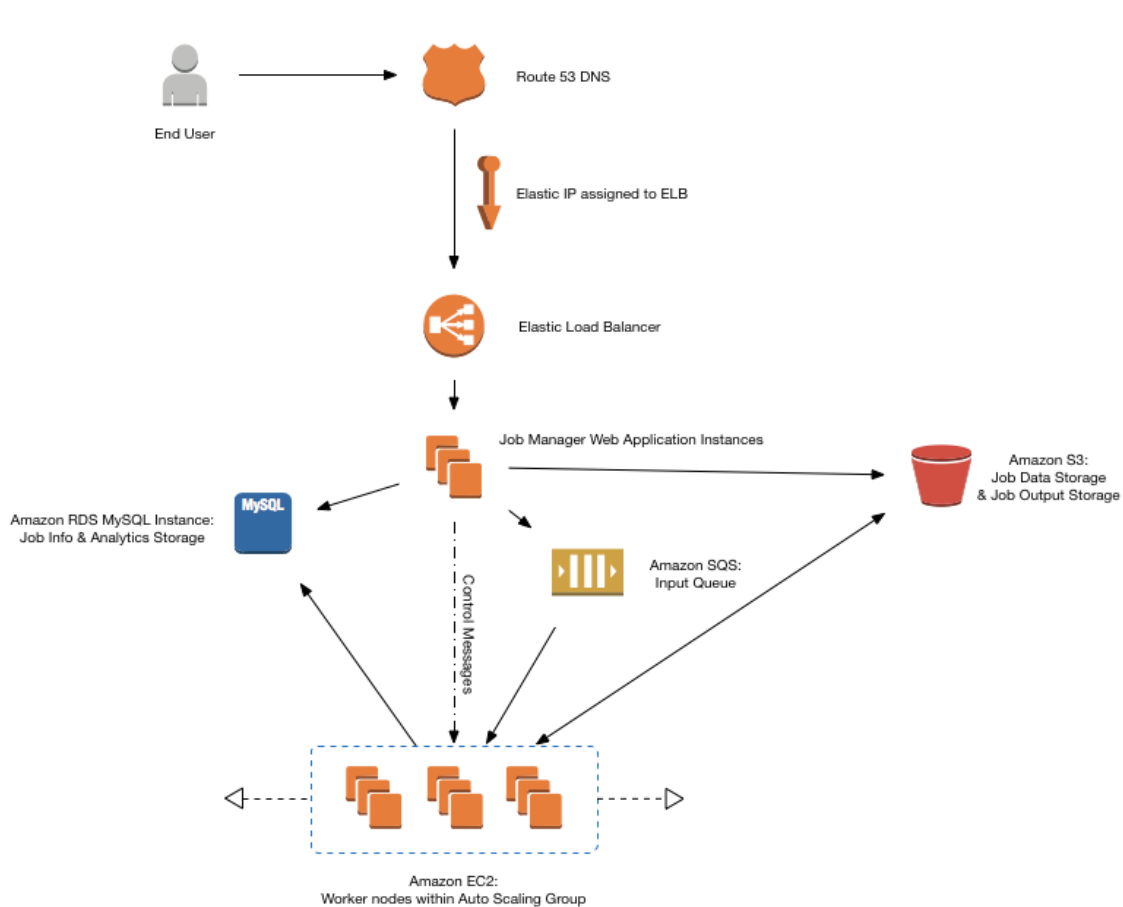 Route 53 DNS
End User
Elastic IP assigned to ELB
Elastic Load Balancer
Job Manager Web Application Instances
Amazon S3:
Job Data Storage
& Job Output Storage
MySQL
Amazon RDS MySQL Instance:
Job Info & Analytics Storage
Amazon SQS:
Input Queue
Control Messages
Amazon EC2:
Worker nodes within Auto Scaling Group